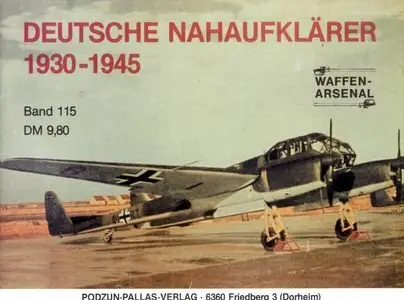 DEUTSCHE NAHAUFKLÄRER
1930-1945
WAFFEN-
ARSENAL
Band 115
DM 9,80
PODZUN-PALLAS-VERLAG · 6360 Friedberg 3 (Dorheim)